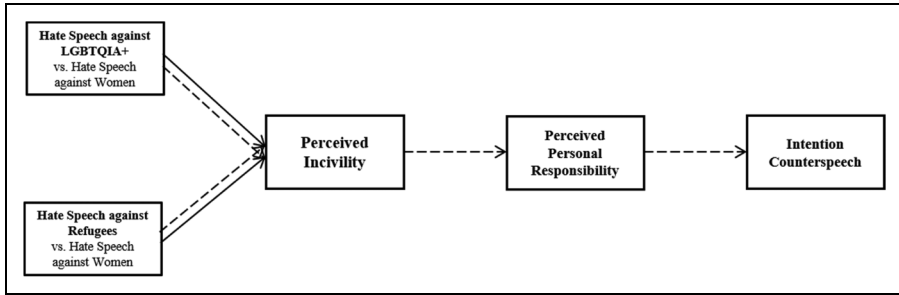 Hate Speech against
LGBTQIA+
vs. Hate Speech
against Women
Perceived
Incivility
Perceived
Personal
Responsibility
Intention
Counterspeech
Hate Speech against
Refugees
vs. Hate Speech
against Women